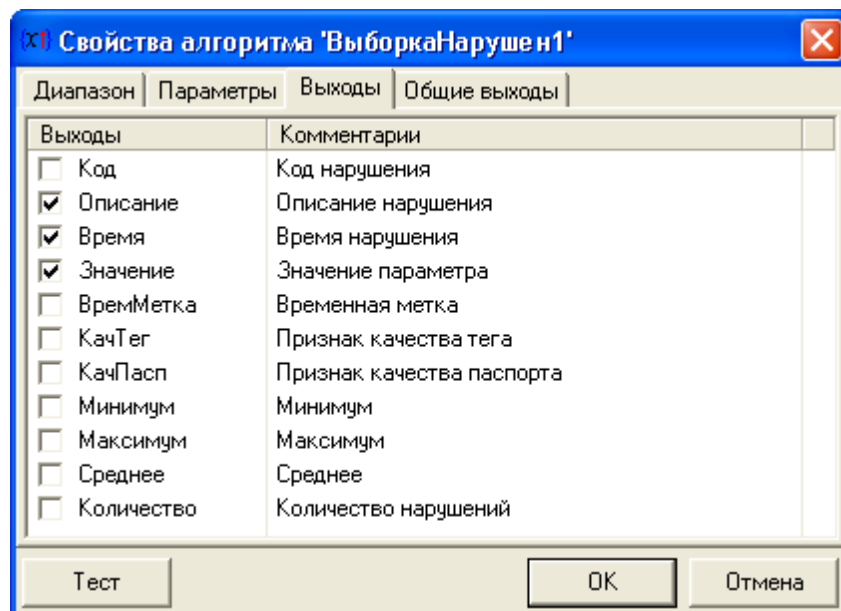 {x1} Свойства алгоритма 'ВыборкаНарушен1'
Диапазон Параметры Выходы Общие выходы
Выходы Комментарии
Код Код нарушения
Описание Описание нарушения
Время Время нарушения
Значение Значение параметра
ВремМетка Временная метка
КачТег Признак качества тега
КачПасп Признак качества паспорта
Минимум Минимум
Максимум Максимум
Среднее Среднее
Количество Количество нарушений
Тест OK Отмена